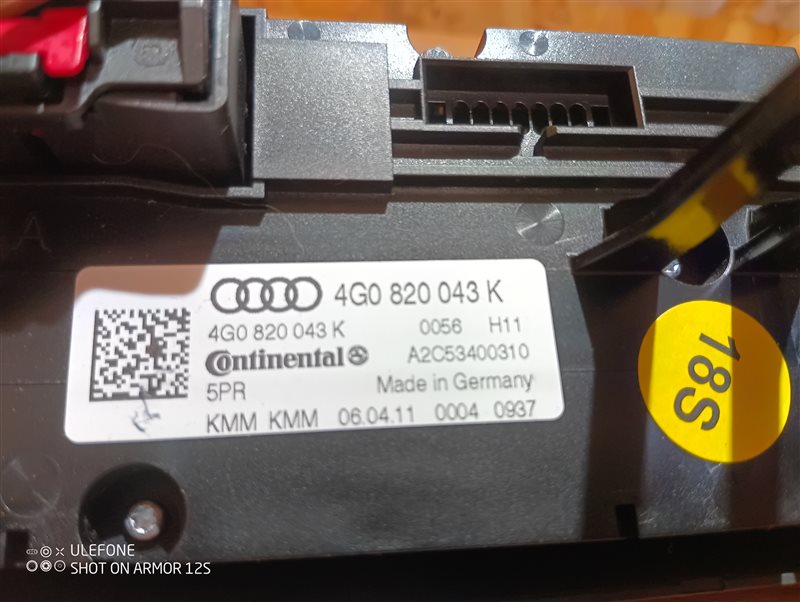 4G0 820 043 K
4G0 820 043 K 0056 H11
Continental A2C53400310
5PR Made in Germany
KMM KMM 06.04.11 0004 0937
18S
A
ULEFONE
SHOT ON ARMOR 12S